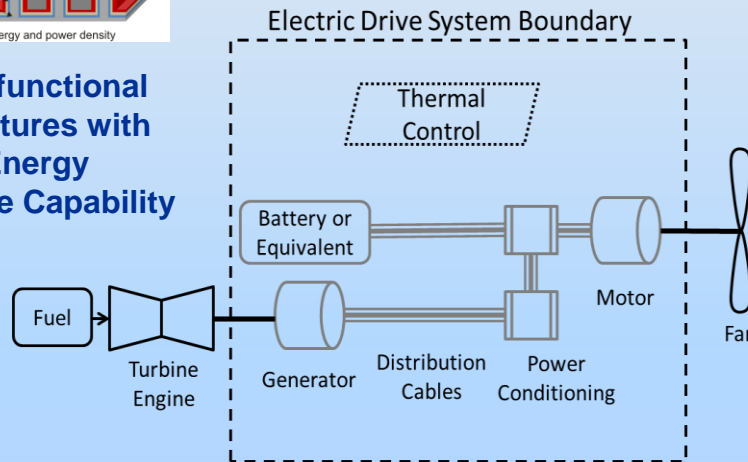 Electric Drive System Boundary
ergy and power density
functional
tures with
nergy
e Capability
Thermal
Control
Battery or
Equivalent
Motor
Fuel
Turbine
Engine
Generator
Distribution
Cables
Power
Conditioning